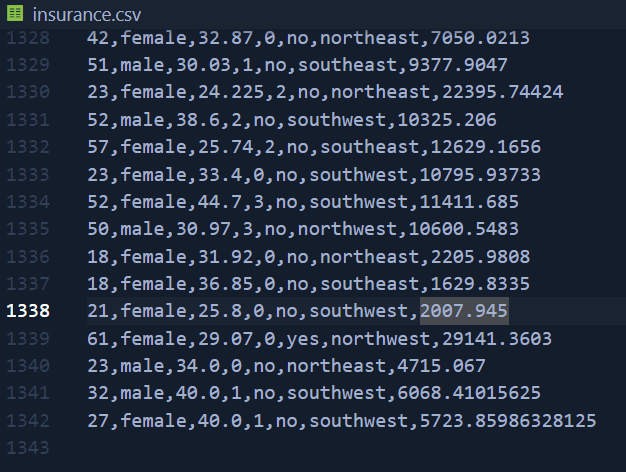 insurance.csv
1328 42,female,32.87,0,no,northeast,7050.0213
1329 51,male,30.03,1,no,southeast,9377.9047
1330 23,female,24.225,2,no,northeast,22395.74424
1331 52,male,38.6,2,no,southwest,10325.206
1332 57,female,25.74,2,no,southeast,12629.1656
1333 23,female,33.4,0,no,southwest,10795.93733
1334 52,female,44.7,3,no,southwest,11411.685
1335 50,male,30.97,3,no,northwest,10600.5483
1336 18,female,31.92,0,no,northeast,2205.9808
1337 18,female,36.85,0,no,southeast,1629.8335
1338 21,female,25.8,0,no,southwest,2007.945
1339 61,female,29.07,0,yes,northwest,29141.3603
1340 23,male,34.0,0,no,northeast,4715.067
1341 32,male,40.0,1,no,southwest,6068.41015625
1342 27,female,40.0,1,no,southwest,5723.85986328125
1343